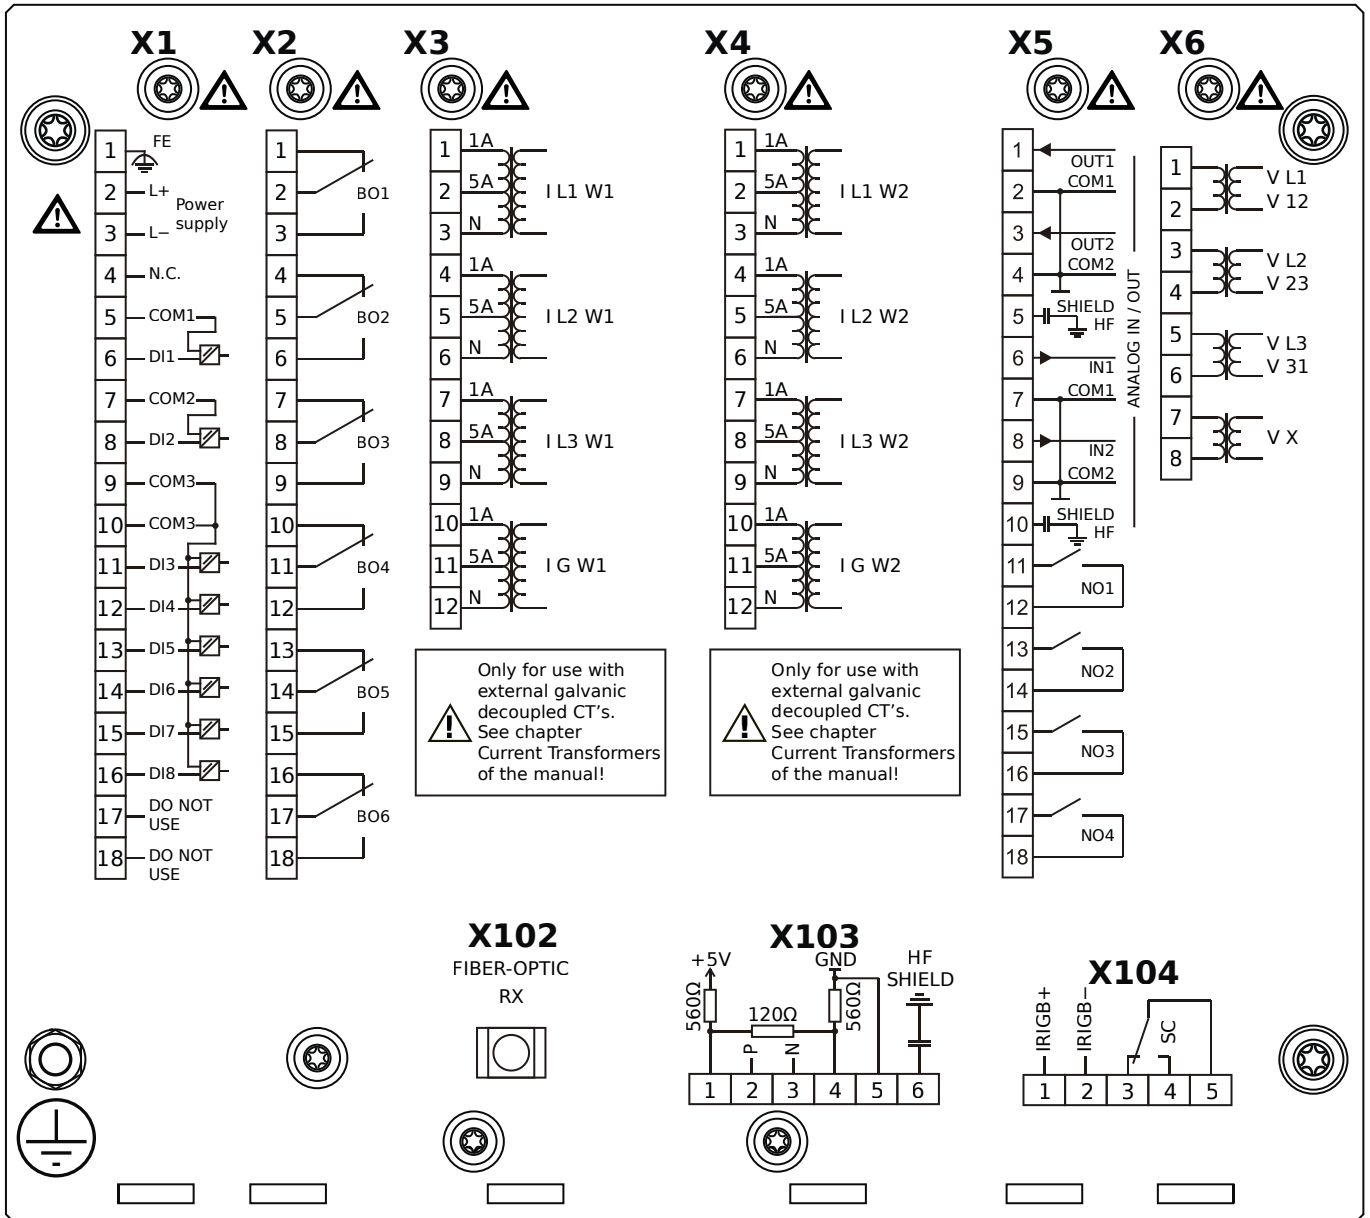 X1
X2
X3
X4
X5
X6
1 FE
2 L+
Power
supply
3 L−
4 N.C.
5 COM1
6 DI1
7 COM2
8 DI2
9 COM3
10 COM3
11 DI3
12 DI4
13 DI5
14 DI6
15 DI7
16 DI8
17 DO NOT
USE
18 DO NOT
USE
1
2 BO1
3
4
5 BO2
6
7
8 BO3
9
10
11 BO4
12
13
14 BO5
15
16
17 BO6
18
1 1A
2 5A I L1 W1
3 N
4 1A
5 5A I L2 W1
6 N
7 1A
8 5A I L3 W1
9 N
10 1A
11 5A I G W1
12 N
Only for use with
external galvanic
decoupled CT's.
See chapter
Current Transformers
of the manual!
1 1A
2 5A I L1 W2
3 N
4 1A
5 5A I L2 W2
6 N
7 1A
8 5A I L3 W2
9 N
10 1A
11 5A I G W2
12 N
Only for use with
external galvanic
decoupled CT's.
See chapter
Current Transformers
of the manual!
1 OUT1
2 COM1
3 OUT2
4 COM2
5 SHIELD
HF
6 IN1
7 COM1
8 IN2
9 COM2
10 SHIELD
HF
ANALOG IN / OUT
11
NO1
12
13
NO2
14
15
NO3
16
17
NO4
18
1 V L1
2 V 12
3 V L2
4 V 23
5 V L3
6 V 31
7
V X
8
X102
FIBER-OPTIC
RX
X103
+5V GND HF
SHIELD
560Ω 120Ω 560Ω
P N
1 2 3 4 5 6
X104
IRIGB+ IRIGB− SC
1 2 3 4 5